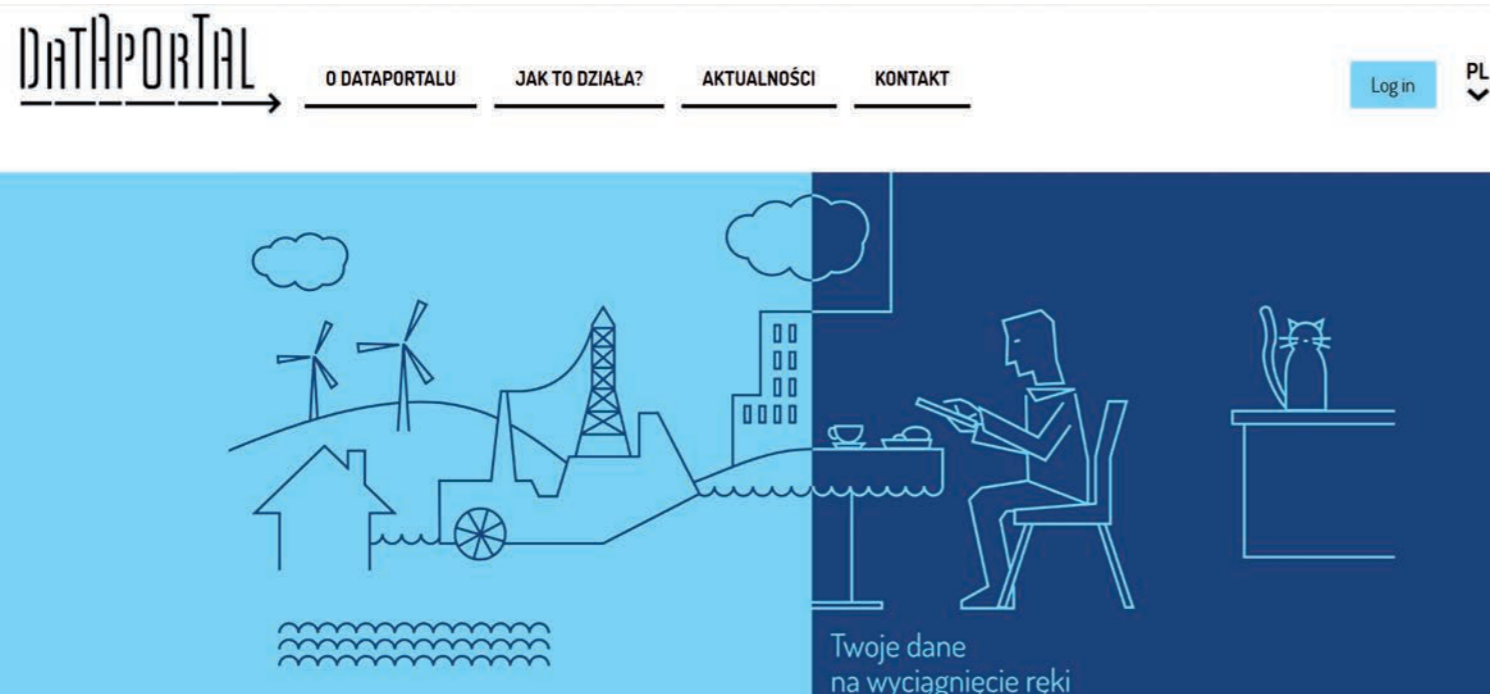 DATAPORTAL
O DATAPORTALU
JAK TO DZIAŁA?
AKTUALNOŚCI
KONTAKT
Log in
PL
Twoje dane
na wyciągnięcie ręki